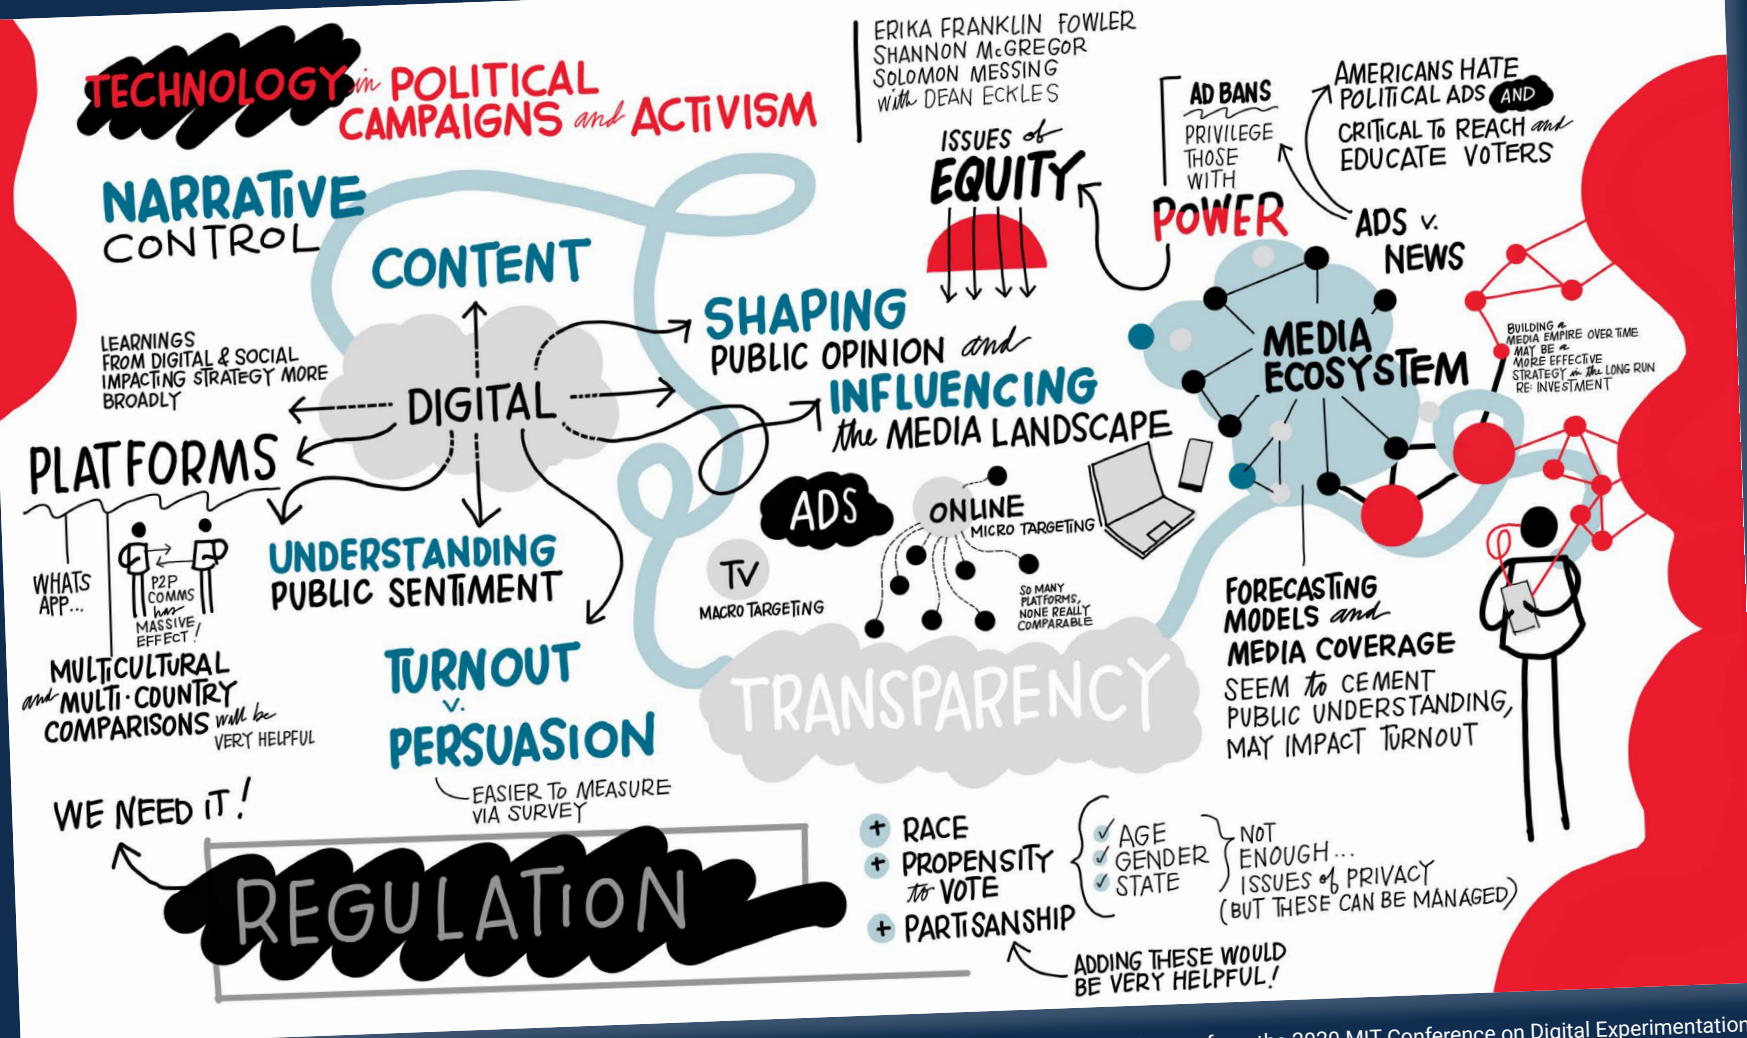 TECHNOLOGY in POLITICAL
CAMPAIGNS and ACTIVISM
ERIKA FRANKLIN FOWLER
SHANNON McGREGOR
SOLOMON MESSING
with DEAN ECKLES
NARRATIVE
CONTROL
CONTENT
LEARNINGS
FROM DIGITAL & SOCIAL
IMPACTING STRATEGY MORE
BROADLY
DIGITAL
PLATFORMS
WHATS
APP...
P2P
COMMS
has
MASSIVE
EFFECT!
MULTICULTURAL
and MULTI-COUNTRY
COMPARISONS will be
VERY HELPFUL
UNDERSTANDING
PUBLIC SENTIMENT
TURNOUT
V.
PERSUASION
EASIER TO MEASURE
VIA SURVEY
SHAPING
PUBLIC OPINION and
INFLUENCING
the MEDIA LANDSCAPE
ISSUES of
EQUITY
AD BANS
PRIVILEGE
THOSE
WITH
POWER
AMERICANS HATE
POLITICAL ADS AND
CRITICAL TO REACH and
EDUCATE VOTERS
ADS v.
NEWS
MEDIA
ECOSYSTEM
BUILDING a
MEDIA EMPIRE OVER TIME
MAY BE a
MORE EFFECTIVE
STRATEGY in the LONG RUN
RE: INVESTMENT
ADS
TV
MACRO TARGETING
ONLINE
MICRO TARGETING
SO MANY
PLATFORMS,
NONE REALLY
COMPARABLE
TRANSPARENCY
FORECASTING
MODELS and
MEDIA COVERAGE
SEEM to CEMENT
PUBLIC UNDERSTANDING,
MAY IMPACT TURNOUT
WE NEED IT!
REGULATION
+ RACE
+ PROPENSITY
to VOTE
+ PARTISANSHIP
✓ AGE
✓ GENDER
✓ STATE
NOT
ENOUGH...
ISSUES of PRIVACY
(BUT THESE CAN BE MANAGED)
ADDING THESE WOULD
BE VERY HELPFUL!
from the 2020 MIT Conference on Digital Experimentation